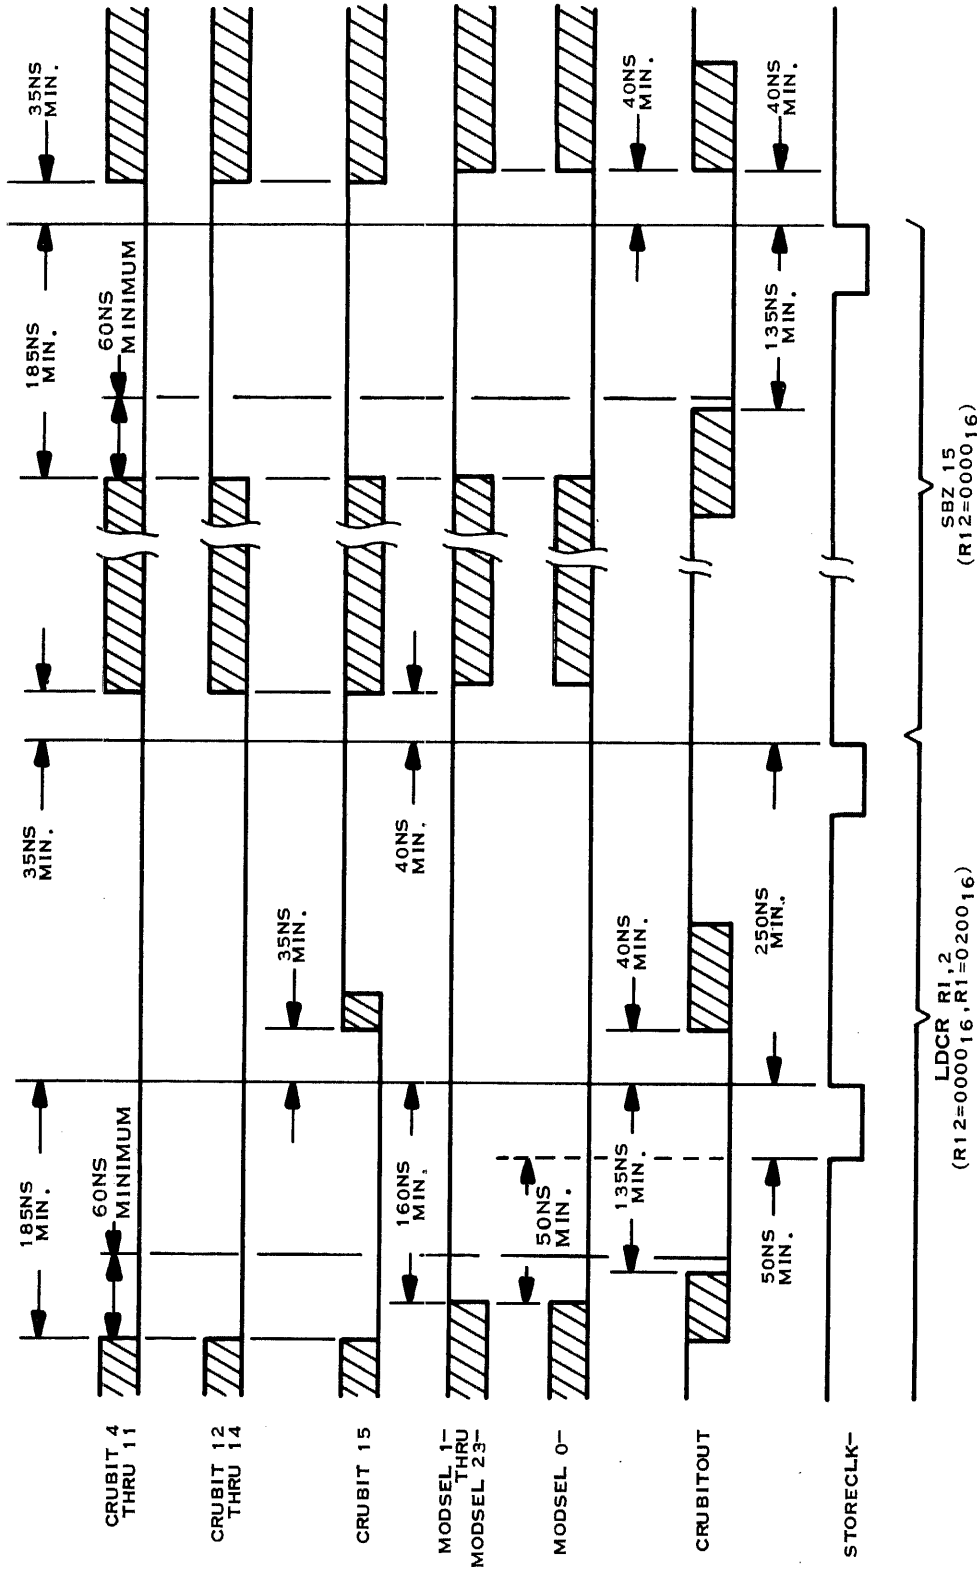 CRUBIT 4
THRU 11
CRUBIT 12
THRU 14
CRUBIT 15
MODSEL 1-
THRU
MODSEL 23-
MODSEL 0-
CRUBITOUT
STORECLK-
185NS
MIN.
60NS
MINIMUM
35NS
MIN.
185NS
MIN.
60NS
MINIMUM
35NS
MIN.
35NS
MIN.
160NS
MIN.
40NS
MIN.
50NS
MIN.
135NS
MIN.
40NS
MIN.
40NS
MIN.
50NS
MIN.
250NS
MIN.
135NS
MIN.
40NS
MIN.
LDCR R1,2
(R12=0000₁₆,R1=0200₁₆)
SBZ 15
(R12=0000₁₆)